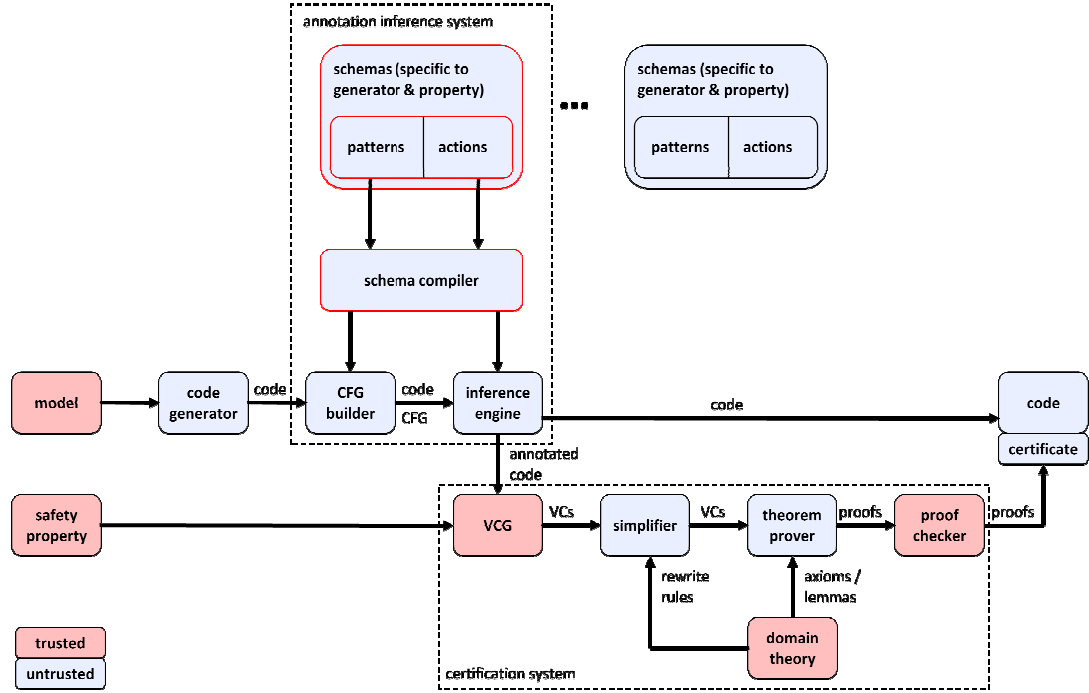 annotation inference system
schemas (specific to
generator & property)
patterns
actions
...
schemas (specific to
generator & property)
patterns
actions
schema compiler
model
code
generator
code
CFG
builder
code
CFG
inference
engine
code
code
certificate
annotated
code
safety
property
VCG
VCs
simplifier
VCs
theorem
prover
proofs
proof
checker
proofs
rewrite
rules
axioms /
lemmas
domain
theory
trusted
untrusted
certification system